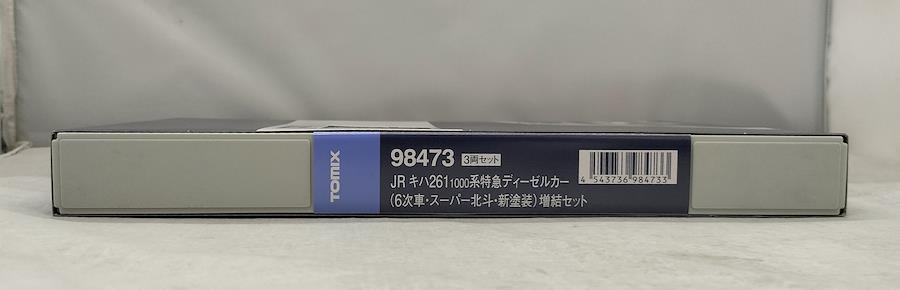 TOMIX
98473 3両セット
JR キハ261 1000系特急ディーゼルカー
(6次車・スーパー北斗・新塗装)増結セット
4 543736 984733